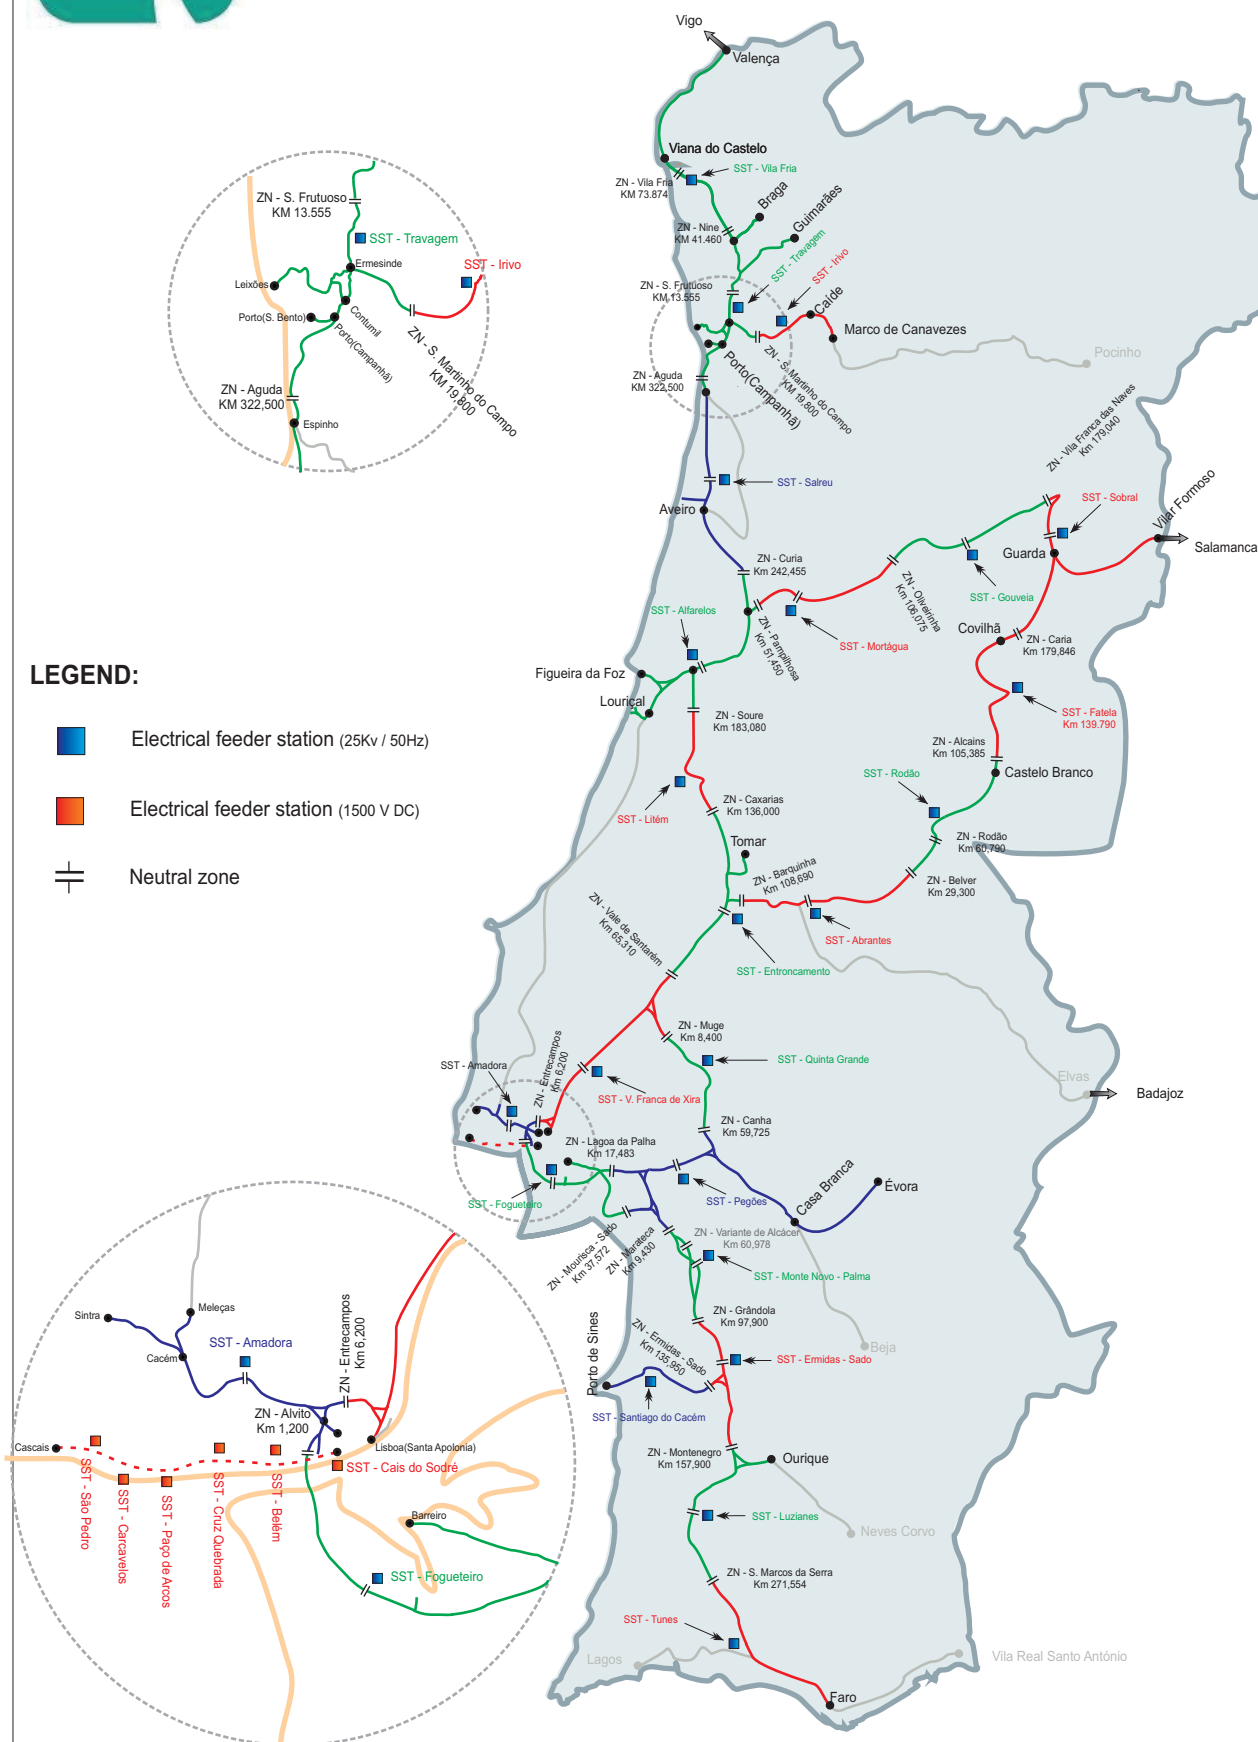 Vigo
Valença
Viana do Castelo
SST - Vila Fria
ZN - Vila Fria
KM 73.874
Braga
Guimarães
ZN - Nine
KM 41.460
SST - Travagem
SST - Irivo
ZN - S. Frutuoso
KM 13.555
Caíde
Marco de Canavezes
Pocinho
ZN - S. Martinho do Campo
KM 19.800
Porto(Campanhã)
ZN - Aguda
KM 322,500
ZN - S. Frutuoso
KM 13.555
SST - Travagem
Ermesinde
SST - Irivo
Leixões
Contumil
Porto(S. Bento)
Porto(Campanhã)
ZN - S. Martinho do Campo
KM 19.800
ZN - Aguda
KM 322,500
Espinho
ZN - Vila Franca das Naves
Km 179,040
SST - Salreu
SST - Sobral
Vilar Formoso
Aveiro
Guarda
Salamanca
ZN - Curia
Km 242,455
ZN - Oliveirinha
Km 106,075
SST - Gouveia
SST - Alfarelos
ZN - Pampilhosa
Km 51,450
SST - Mortágua
Covilhã
ZN - Caria
Km 179,846
LEGEND:
Electrical feeder station (25Kv / 50Hz)
Electrical feeder station (1500 V DC)
Neutral zone
Figueira da Foz
Louriçal
ZN - Soure
Km 183,080
SST - Fatela
Km 139.790
ZN - Alcains
Km 105,385
Castelo Branco
SST - Rodão
SST - Litém
ZN - Caxarias
Km 136,000
Tomar
ZN - Rodão
Km 60,790
ZN - Barquinha
Km 108,690
ZN - Belver
Km 29,300
ZN - Vale de Santarém
Km 65,310
SST - Abrantes
SST - Entroncamento
ZN - Muge
Km 8,400
SST - Quinta Grande
SST - Amadora
ZN - Entrecampos
Km 6,200
SST - V. Franca de Xira
Elvas
Badajoz
ZN - Canha
Km 59,725
ZN - Lagoa da Palha
Km 17,483
SST - Fogueteiro
SST - Pegões
Casa Branca
Évora
ZN - Mourisca - Sado
Km 37,572
ZN - Marateca
Km 9,430
ZN - Variante de Alcácer
Km 60,978
SST - Monte Novo - Palma
ZN - Grândola
Km 97,900
Beja
Porto de Sines
ZN - Ermidas - Sado
Km 135,950
SST - Ermidas - Sado
SST - Santiago do Cacém
ZN - Montenegro
Km 157,900
Ourique
SST - Luzianes
Neves Corvo
ZN - S. Marcos da Serra
Km 271,554
SST - Tunes
Lagos
Vila Real Santo António
Faro
Sintra
Meleças
Cacém
SST - Amadora
ZN - Entrecampos
Km 6,200
ZN - Alvito
Km 1,200
Cascais
Lisboa(Santa Apolonia)
SST - Cais do Sodré
SST - São Pedro
SST - Carcavelos
SST - Paço de Arcos
SST - Cruz Quebrada
SST - Belém
Barreiro
SST - Fogueteiro